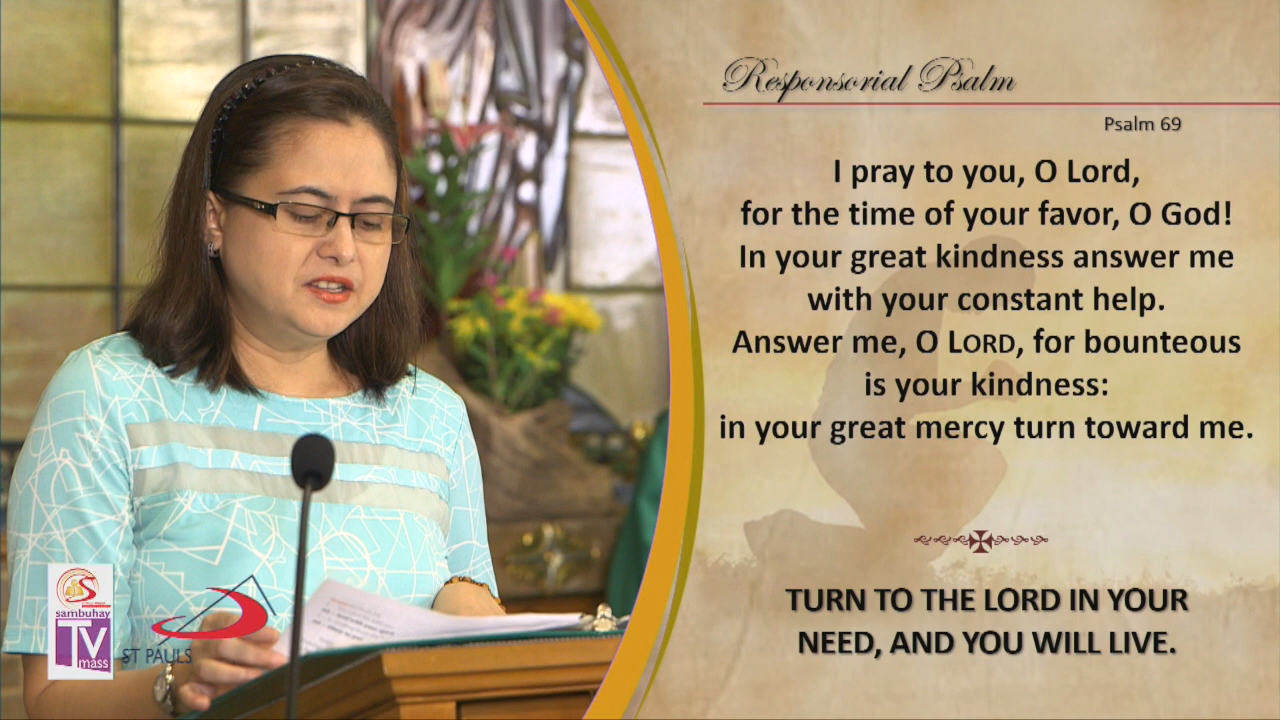 Responsorial Psalm
Psalm 69
I pray to you, O Lord,
for the time of your favor, O God!
In your great kindness answer me
with your constant help.
Answer me, O LORD, for bounteous
is your kindness:
in your great mercy turn toward me.
TURN TO THE LORD IN YOUR
NEED, AND YOU WILL LIVE.
sambuhay
TV
mass
ST PAULS